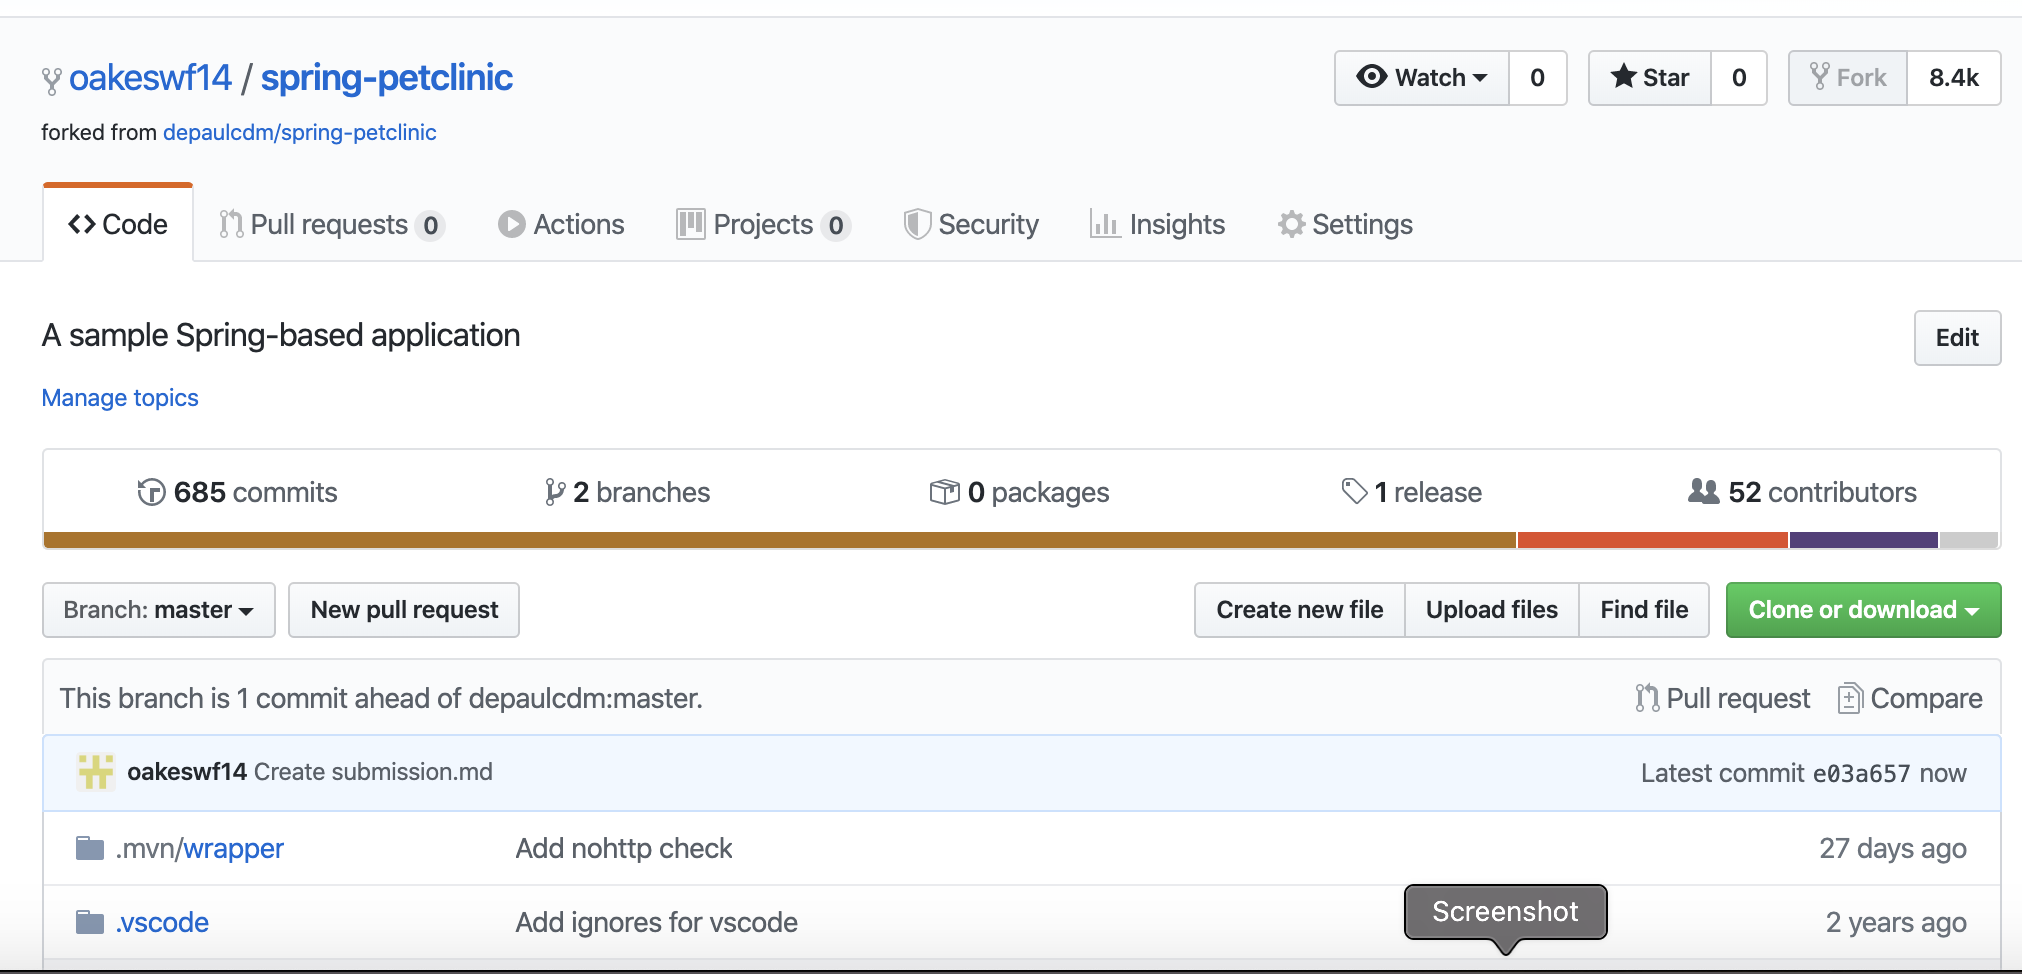 oakeswf14 / spring-petclinic
Watch 0 Star 0 Fork 8.4k
forked from depaulcdm/spring-petclinic
Code Pull requests 0 Actions Projects 0 Security Insights Settings
A sample Spring-based application
Edit
Manage topics
685 commits 2 branches 0 packages 1 release 52 contributors
Branch: master New pull request Create new file Upload files Find file Clone or download
This branch is 1 commit ahead of depaulcdm:master. Pull request Compare
oakeswf14 Create submission.md Latest commit e03a657 now
.mvn/wrapper Add nohttp check 27 days ago
.vscode Add ignores for vscode 2 years ago
Screenshot